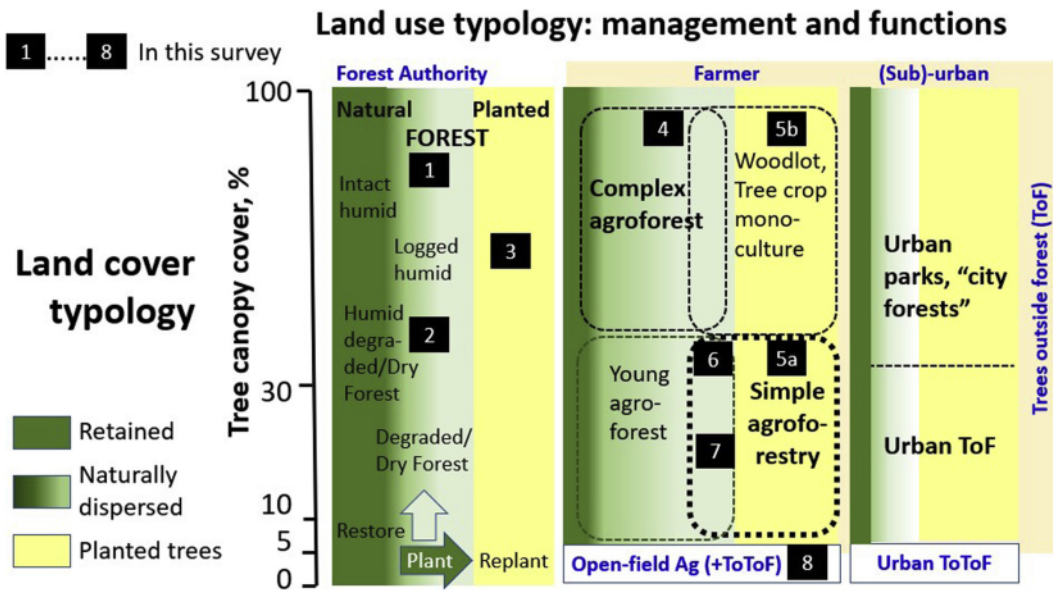 Land use typology: management and functions
1 ...... 8 In this survey
Forest Authority
Farmer
(Sub)-urban
100
30
10
5
0
Tree canopy cover, %
Land cover
typology
Retained
Naturally
dispersed
Planted trees
Natural
Planted
FOREST
1
Intact
humid
Logged
humid
3
Humid
degra-
ded/Dry
Forest
2
Degraded/
Dry Forest
Restore
Plant
Replant
4
Complex
agroforest
5b
Woodlot,
Tree crop
mono-
culture
6
5a
Young
agro-
forest
7
Simple
agrofo-
restry
Open-field Ag (+ToToF) 8
Urban
parks, “city
forests”
Urban ToF
Urban ToToF
Trees outside forest (ToF)